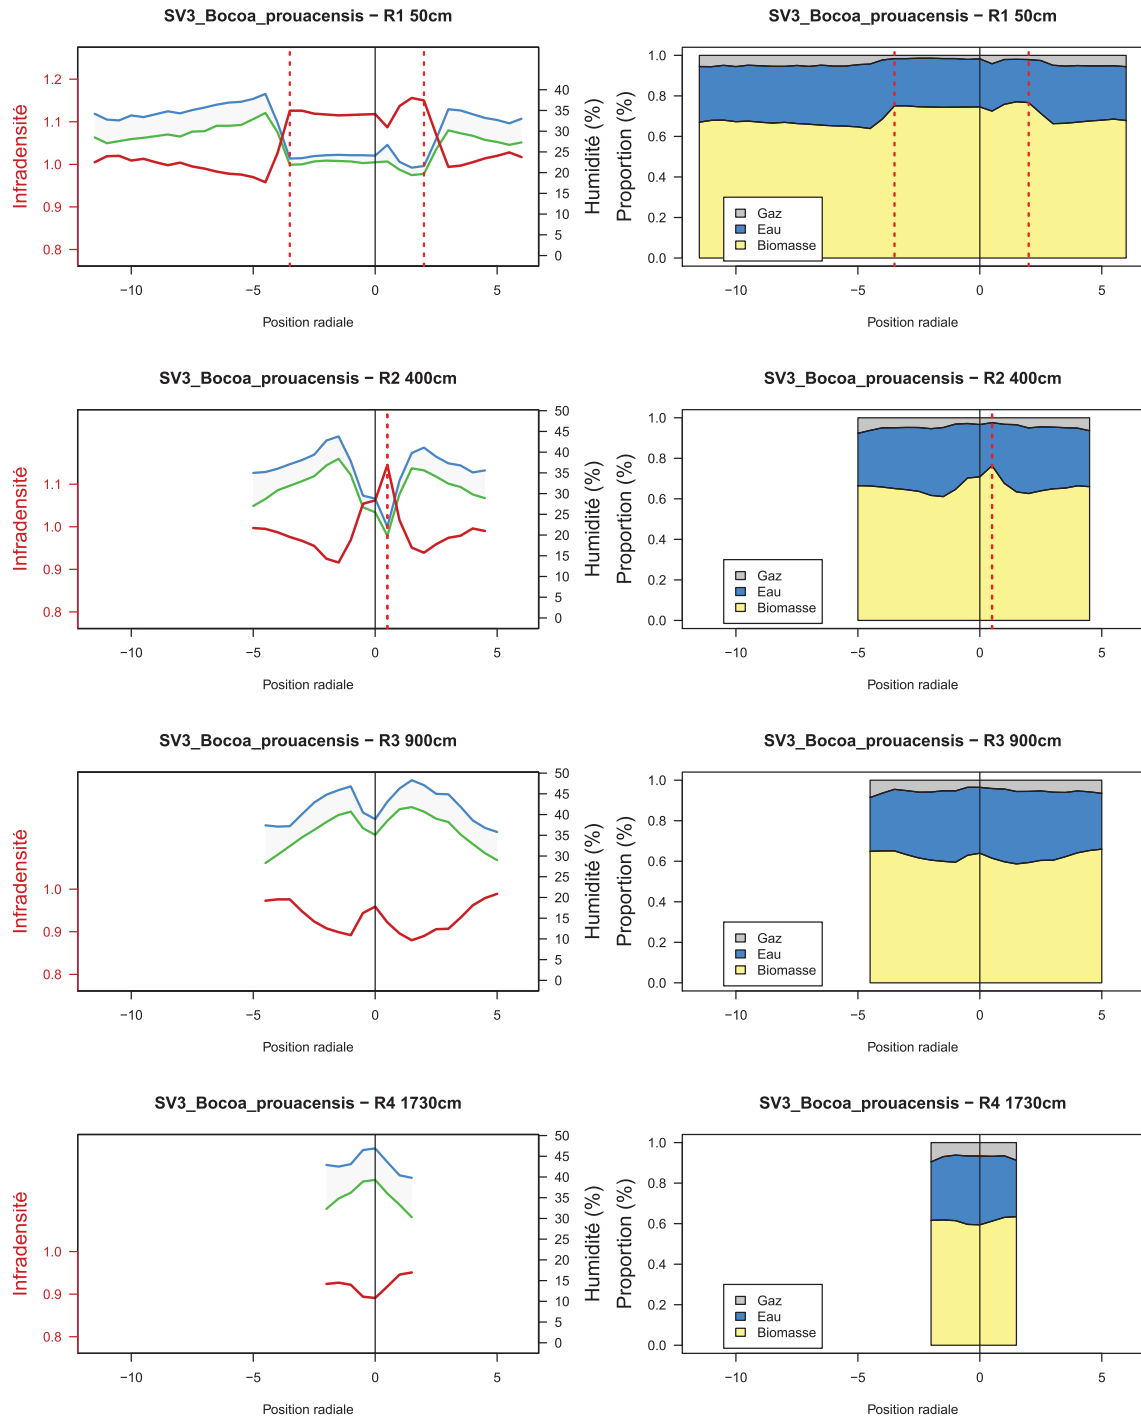 SV3_Bocoa_prouacensis − R1 50cm
Infradensité
0.8
0.9
1.0
1.1
1.2
0
5
10
15
20
25
30
35
40
Humidité (%)
−10
−5
0
5
Position radiale
SV3_Bocoa_prouacensis − R1 50cm
Proportion (%)
0.0
0.2
0.4
0.6
0.8
1.0
Gaz
Eau
Biomasse
−10
−5
0
5
Position radiale
SV3_Bocoa_prouacensis − R2 400cm
Infradensité
0.8
0.9
1.0
1.1
0
5
10
15
20
25
30
35
40
45
50
Humidité (%)
−10
−5
0
5
Position radiale
SV3_Bocoa_prouacensis − R2 400cm
Proportion (%)
0.0
0.2
0.4
0.6
0.8
1.0
Gaz
Eau
Biomasse
−10
−5
0
5
Position radiale
SV3_Bocoa_prouacensis − R3 900cm
Infradensité
0.8
0.9
1.0
0
5
10
15
20
25
30
35
40
45
50
Humidité (%)
−10
−5
0
5
Position radiale
SV3_Bocoa_prouacensis − R3 900cm
Proportion (%)
0.0
0.2
0.4
0.6
0.8
1.0
Gaz
Eau
Biomasse
−10
−5
0
5
Position radiale
SV3_Bocoa_prouacensis − R4 1730cm
Infradensité
0.8
0.9
1.0
0
5
10
15
20
25
30
35
40
45
50
Humidité (%)
−10
−5
0
5
Position radiale
SV3_Bocoa_prouacensis − R4 1730cm
Proportion (%)
0.0
0.2
0.4
0.6
0.8
1.0
Gaz
Eau
Biomasse
−10
−5
0
5
Position radiale